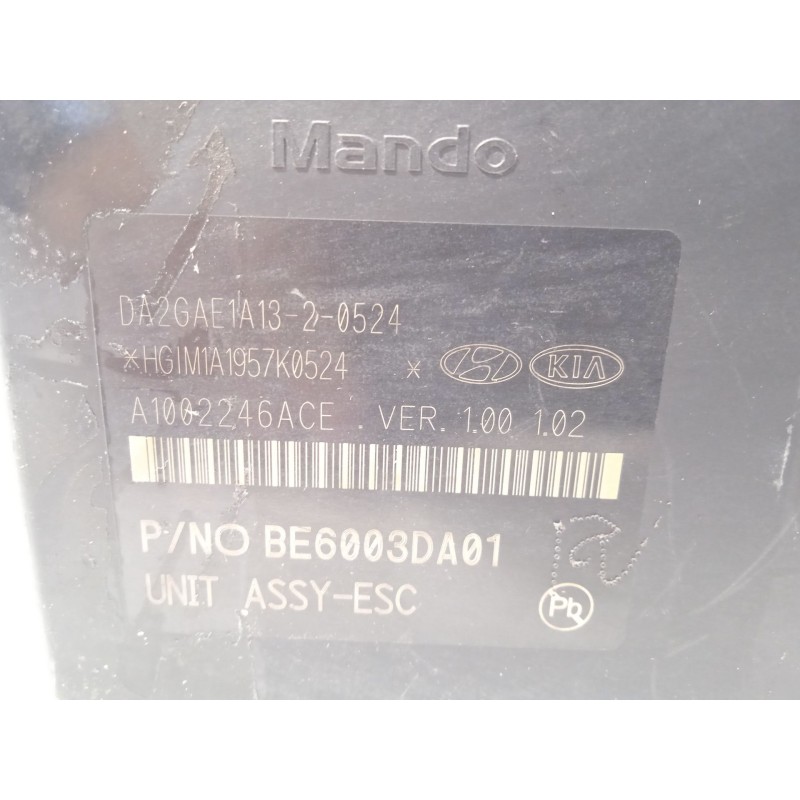 Mando
DA2GAE1A13-2-0524
*HGIM1A1957K0524 * KIA
A1002246ACE . VER. 1.00 1.02
P/NO BE6003DA01
UNIT ASSY-ESC
Pb